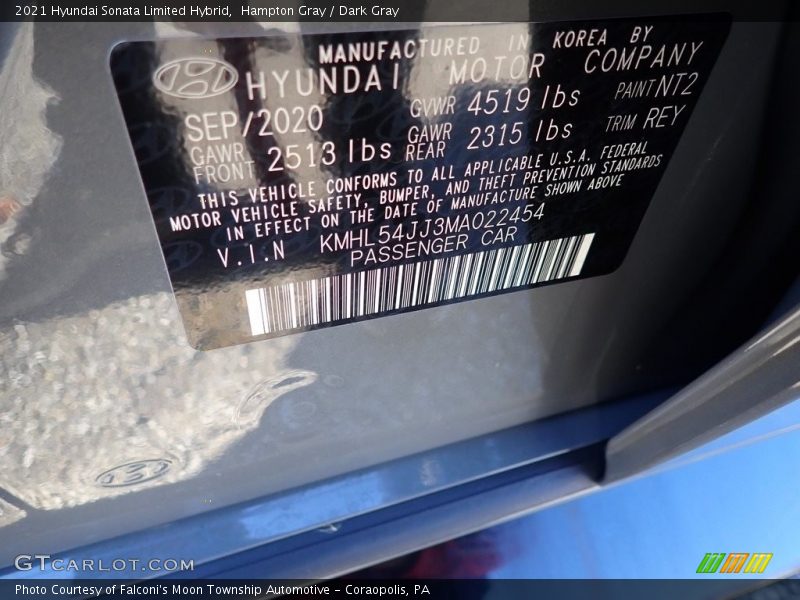 2021 Hyundai Sonata Limited Hybrid, Hampton Gray / Dark Gray
MANUFACTURED IN KOREA BY
HYUNDAI MOTOR COMPANY
SEP/2020 GVWR 4519 lbs PAINT NT2
GAWR FRONT 2513 lbs GAWR REAR 2315 lbs TRIM REY
THIS VEHICLE CONFORMS TO ALL APPLICABLE U.S.A. FEDERAL
MOTOR VEHICLE SAFETY, BUMPER, AND THEFT PREVENTION STANDARDS
IN EFFECT ON THE DATE OF MANUFACTURE SHOWN ABOVE
V.I.N KMHL54JJ3MA022454
PASSENGER CAR
GTCARLOT.COM
Photo Courtesy of Falconi's Moon Township Automotive - Coraopolis, PA